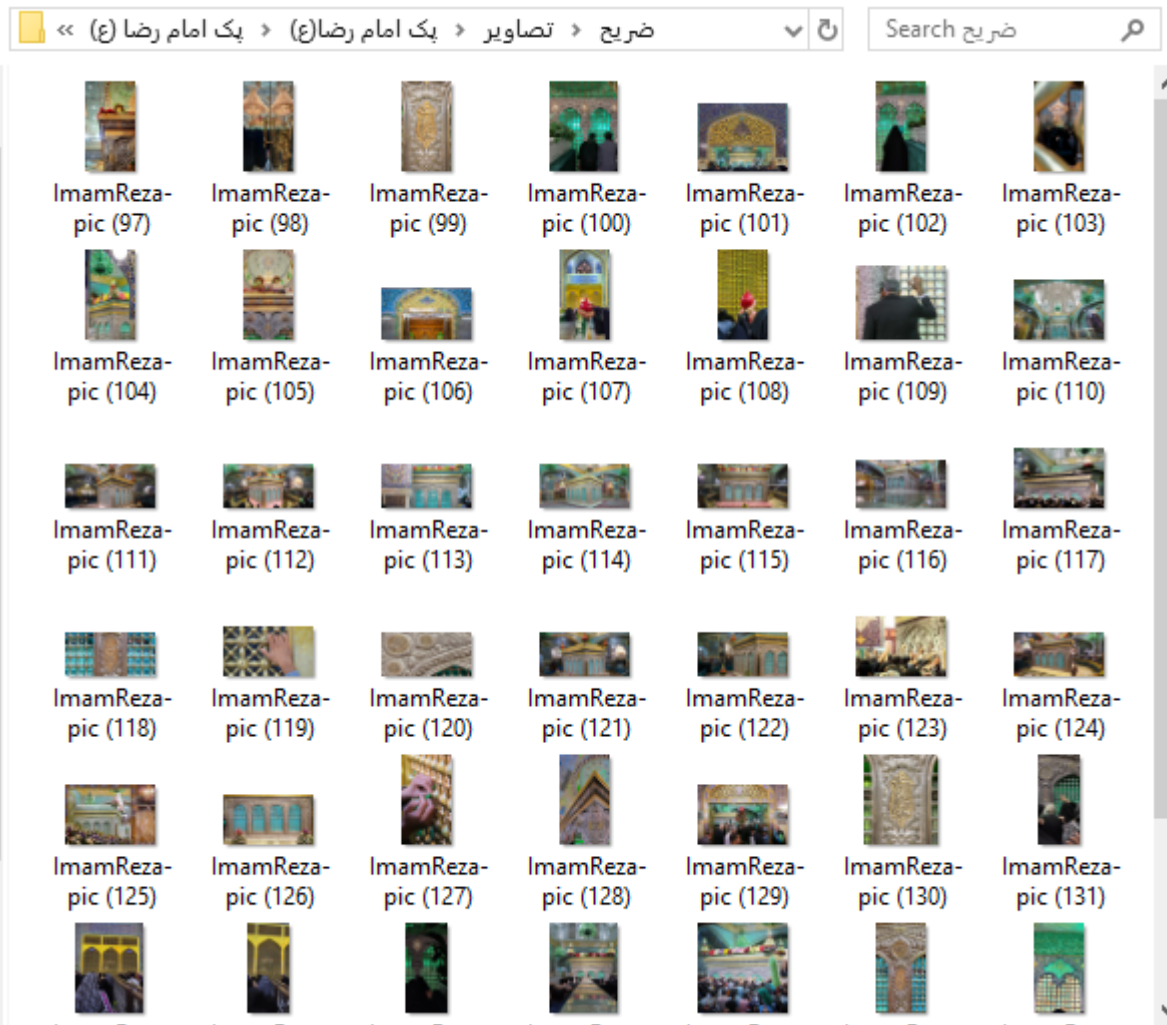 « پک امام رضا (ع) › پک امام رضا(ع) › تصاویر › ضریح
Search ضریح
ImamReza-pic (97)
ImamReza-pic (98)
ImamReza-pic (99)
ImamReza-pic (100)
ImamReza-pic (101)
ImamReza-pic (102)
ImamReza-pic (103)
ImamReza-pic (104)
ImamReza-pic (105)
ImamReza-pic (106)
ImamReza-pic (107)
ImamReza-pic (108)
ImamReza-pic (109)
ImamReza-pic (110)
ImamReza-pic (111)
ImamReza-pic (112)
ImamReza-pic (113)
ImamReza-pic (114)
ImamReza-pic (115)
ImamReza-pic (116)
ImamReza-pic (117)
ImamReza-pic (118)
ImamReza-pic (119)
ImamReza-pic (120)
ImamReza-pic (121)
ImamReza-pic (122)
ImamReza-pic (123)
ImamReza-pic (124)
ImamReza-pic (125)
ImamReza-pic (126)
ImamReza-pic (127)
ImamReza-pic (128)
ImamReza-pic (129)
ImamReza-pic (130)
ImamReza-pic (131)